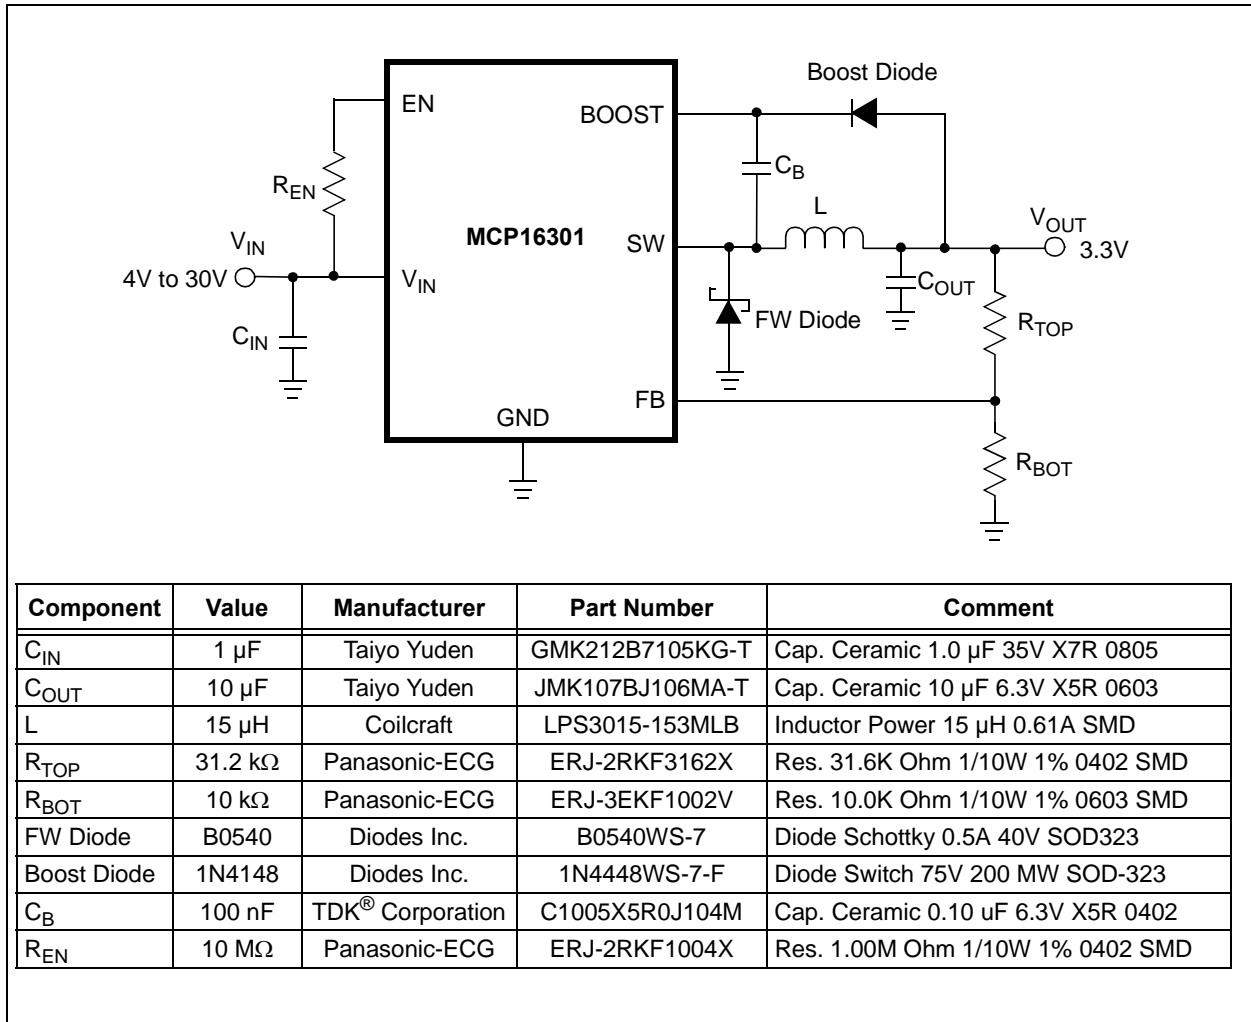 Boost Diode
EN
BOOST
C_B
R_EN
L
V_OUT
MCP16301
SW
V_IN
3.3V
4V to 30V
V_IN
C_OUT
FW Diode
R_TOP
C_IN
FB
GND
R_BOT
Component Value Manufacturer Part Number Comment
C_IN 1 µF Taiyo Yuden GMK212B7105KG-T Cap. Ceramic 1.0 µF 35V X7R 0805
C_OUT 10 µF Taiyo Yuden JMK107BJ106MA-T Cap. Ceramic 10 µF 6.3V X5R 0603
L 15 µH Coilcraft LPS3015-153MLB Inductor Power 15 µH 0.61A SMD
R_TOP 31.2 kΩ Panasonic-ECG ERJ-2RKF3162X Res. 31.6K Ohm 1/10W 1% 0402 SMD
R_BOT 10 kΩ Panasonic-ECG ERJ-3EKF1002V Res. 10.0K Ohm 1/10W 1% 0603 SMD
FW Diode B0540 Diodes Inc. B0540WS-7 Diode Schottky 0.5A 40V SOD323
Boost Diode 1N4148 Diodes Inc. 1N4448WS-7-F Diode Switch 75V 200 MW SOD-323
C_B 100 nF TDK® Corporation C1005X5R0J104M Cap. Ceramic 0.10 uF 6.3V X5R 0402
R_EN 10 MΩ Panasonic-ECG ERJ-2RKF1004X Res. 1.00M Ohm 1/10W 1% 0402 SMD